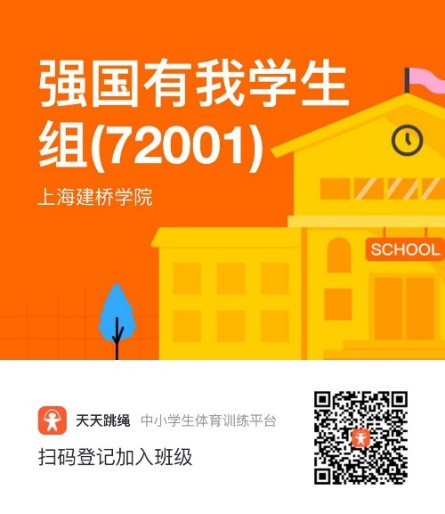 强国有我学生
组(72001)
上海建桥学院
SCHOOL
天天跳绳 中小学生体育训练平台
扫码登记加入班级